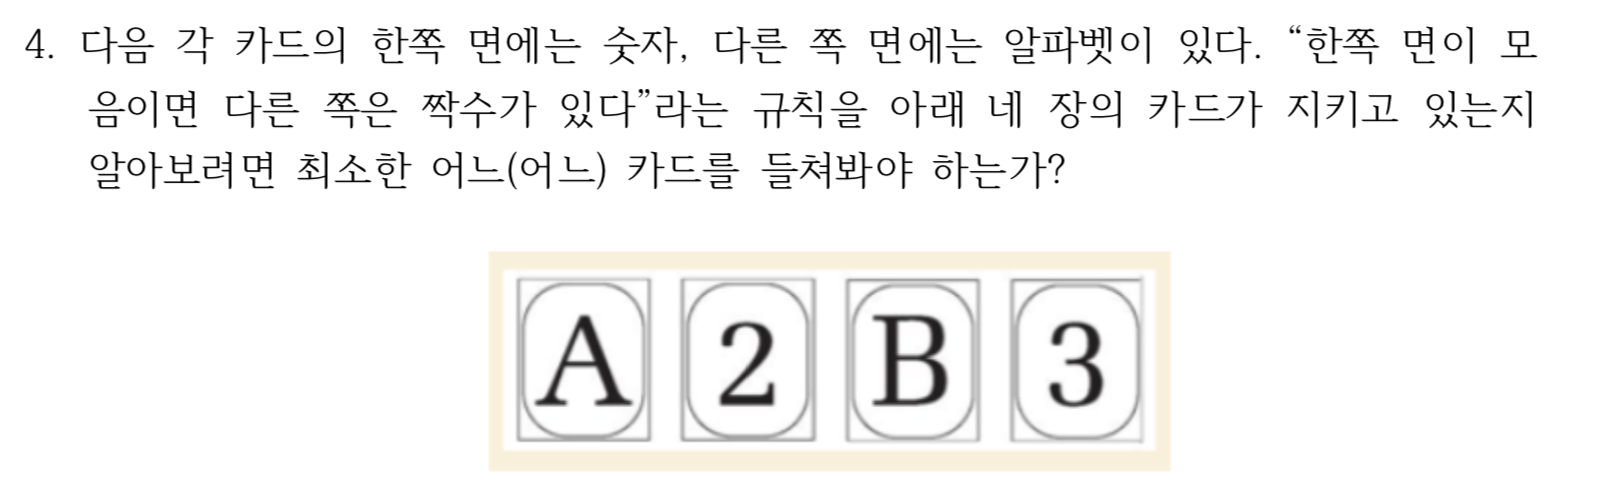 4. 다음 각 카드의 한쪽 면에는 숫자, 다른 쪽 면에는 알파벳이 있다. “한쪽 면이 모
음이면 다른 쪽은 짝수가 있다”라는 규칙을 아래 네 장의 카드가 지키고 있는지
알아보려면 최소한 어느(어느) 카드를 들쳐봐야 하는가?
A 2 B 3